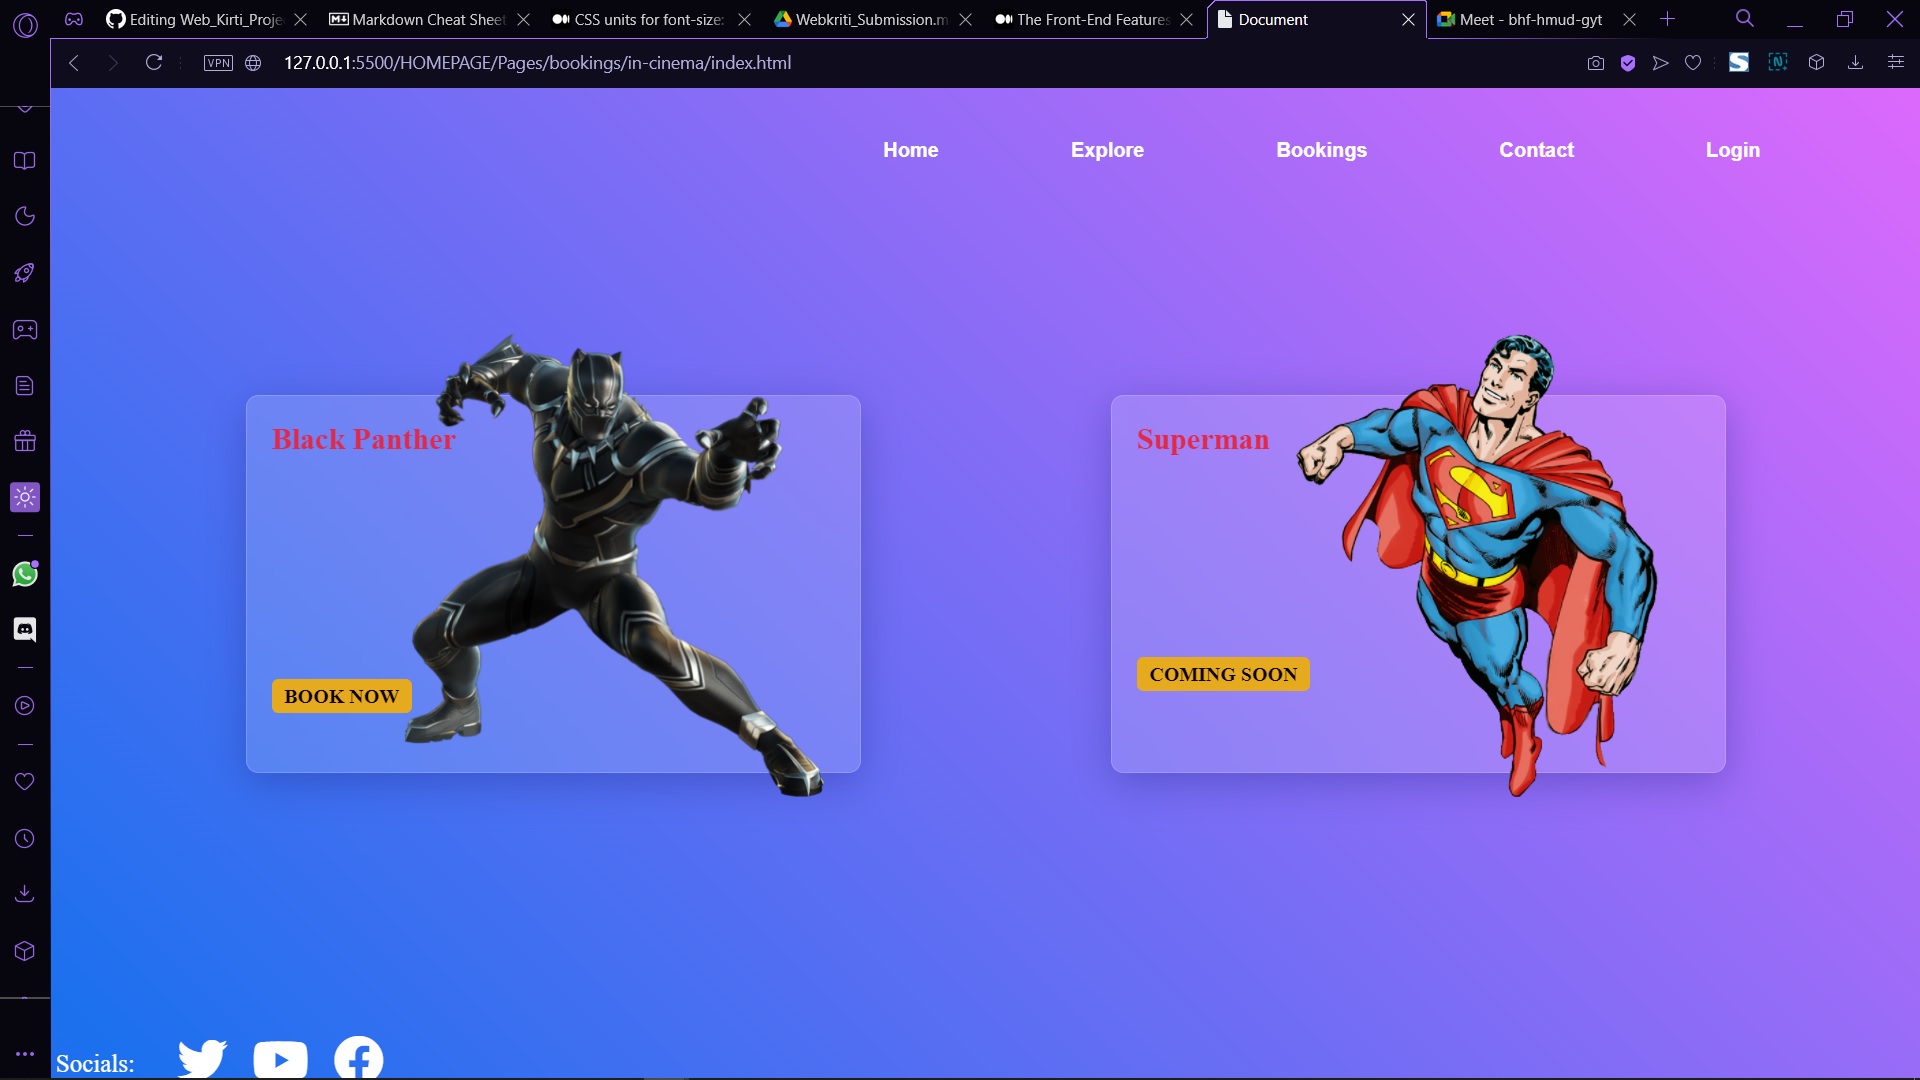 Editing Web_Kirti_Proje
Markdown Cheat Sheet
CSS units for font-size:
Webkriti_Submission.m
The Front-End Features
Document
Meet - bhf-hmud-gyt
VPN
127.0.0.1:5500/HOMEPAGE/Pages/bookings/in-cinema/index.html
Home
Explore
Bookings
Contact
Login
Black Panther
BOOK NOW
Superman
COMING SOON
Socials: